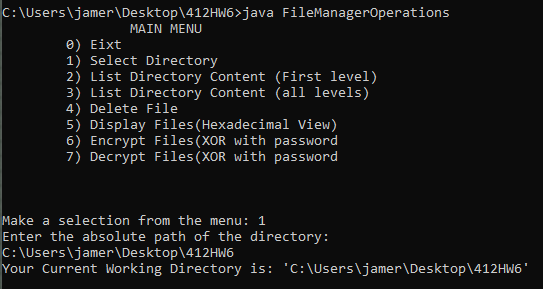 C:\Users\jamer\Desktop\412HW6>java FileManagerOperations
MAIN MENU
0) Eixt
1) Select Directory
2) List Directory Content (First level)
3) List Directory Content (all levels)
4) Delete File
5) Display Files(Hexadecimal View)
6) Encrypt Files(XOR with password
7) Decrypt Files(XOR with password
Make a selection from the menu: 1
Enter the absolute path of the directory:
C:\Users\jamer\Desktop\412HW6
Your Current Working Directory is: 'C:\Users\jamer\Desktop\412HW6'